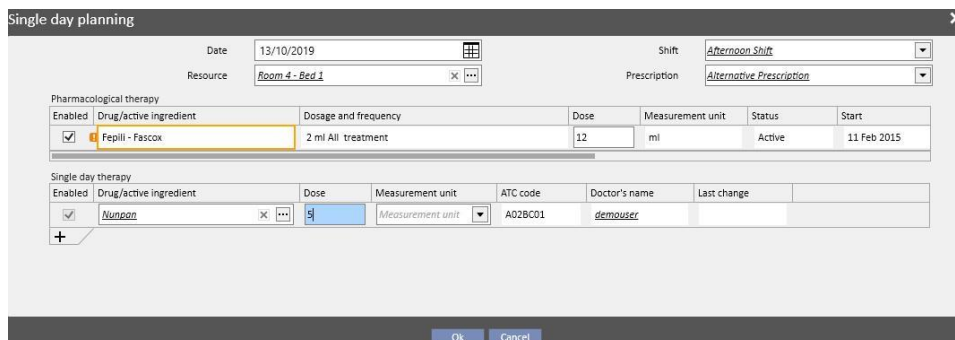 Single day planning
Date 13/10/2019 Shift Afternoon Shift
Resource Room 4 - Bed 1 Prescription Alternative Prescription
Pharmacological therapy
Enabled Drug/active ingredient Dosage and frequency Dose Measurement unit Status Start
Fepili - Fascox 2 ml All treatment 12 ml Active 11 Feb 2015
Single day therapy
Enabled Drug/active ingredient Dose Measurement unit ATC code Doctor's name Last change
Nunpan 5 Measurement unit A02BC01 demouser
Ok Cancel